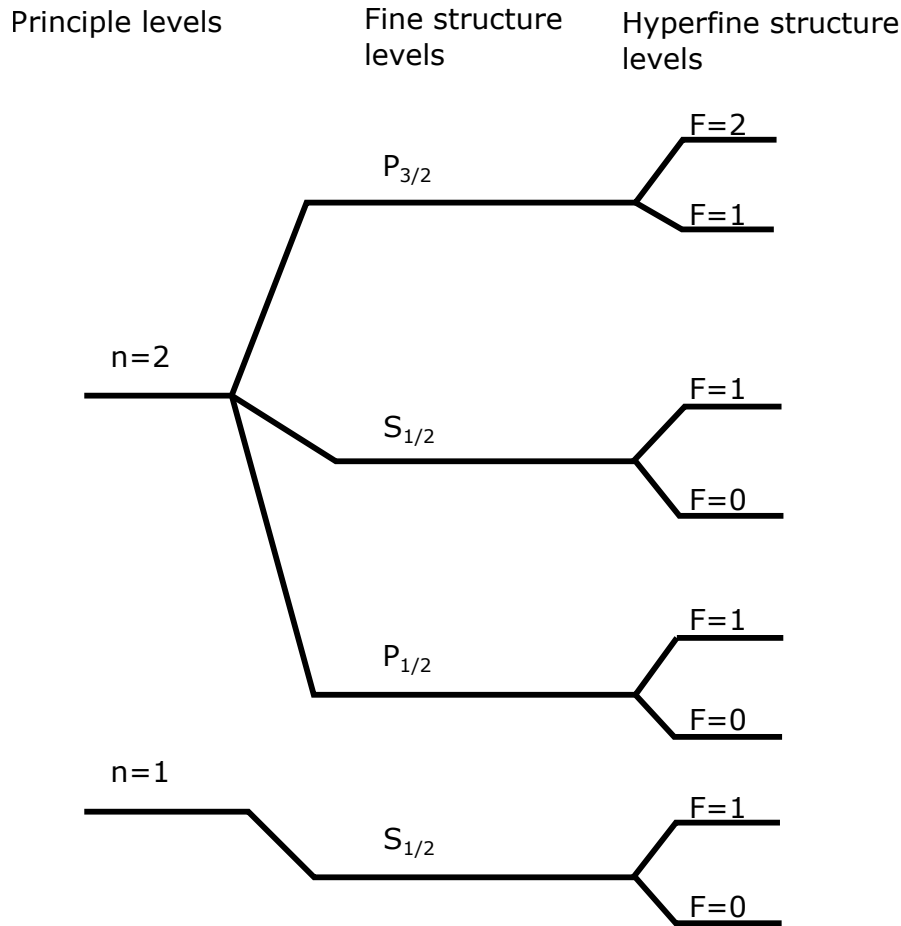 Principle levels
Fine structure
levels
Hyperfine structure
levels
F=2
P3/2
F=1
n=2
F=1
S1/2
F=0
F=1
P1/2
F=0
n=1
F=1
S1/2
F=0